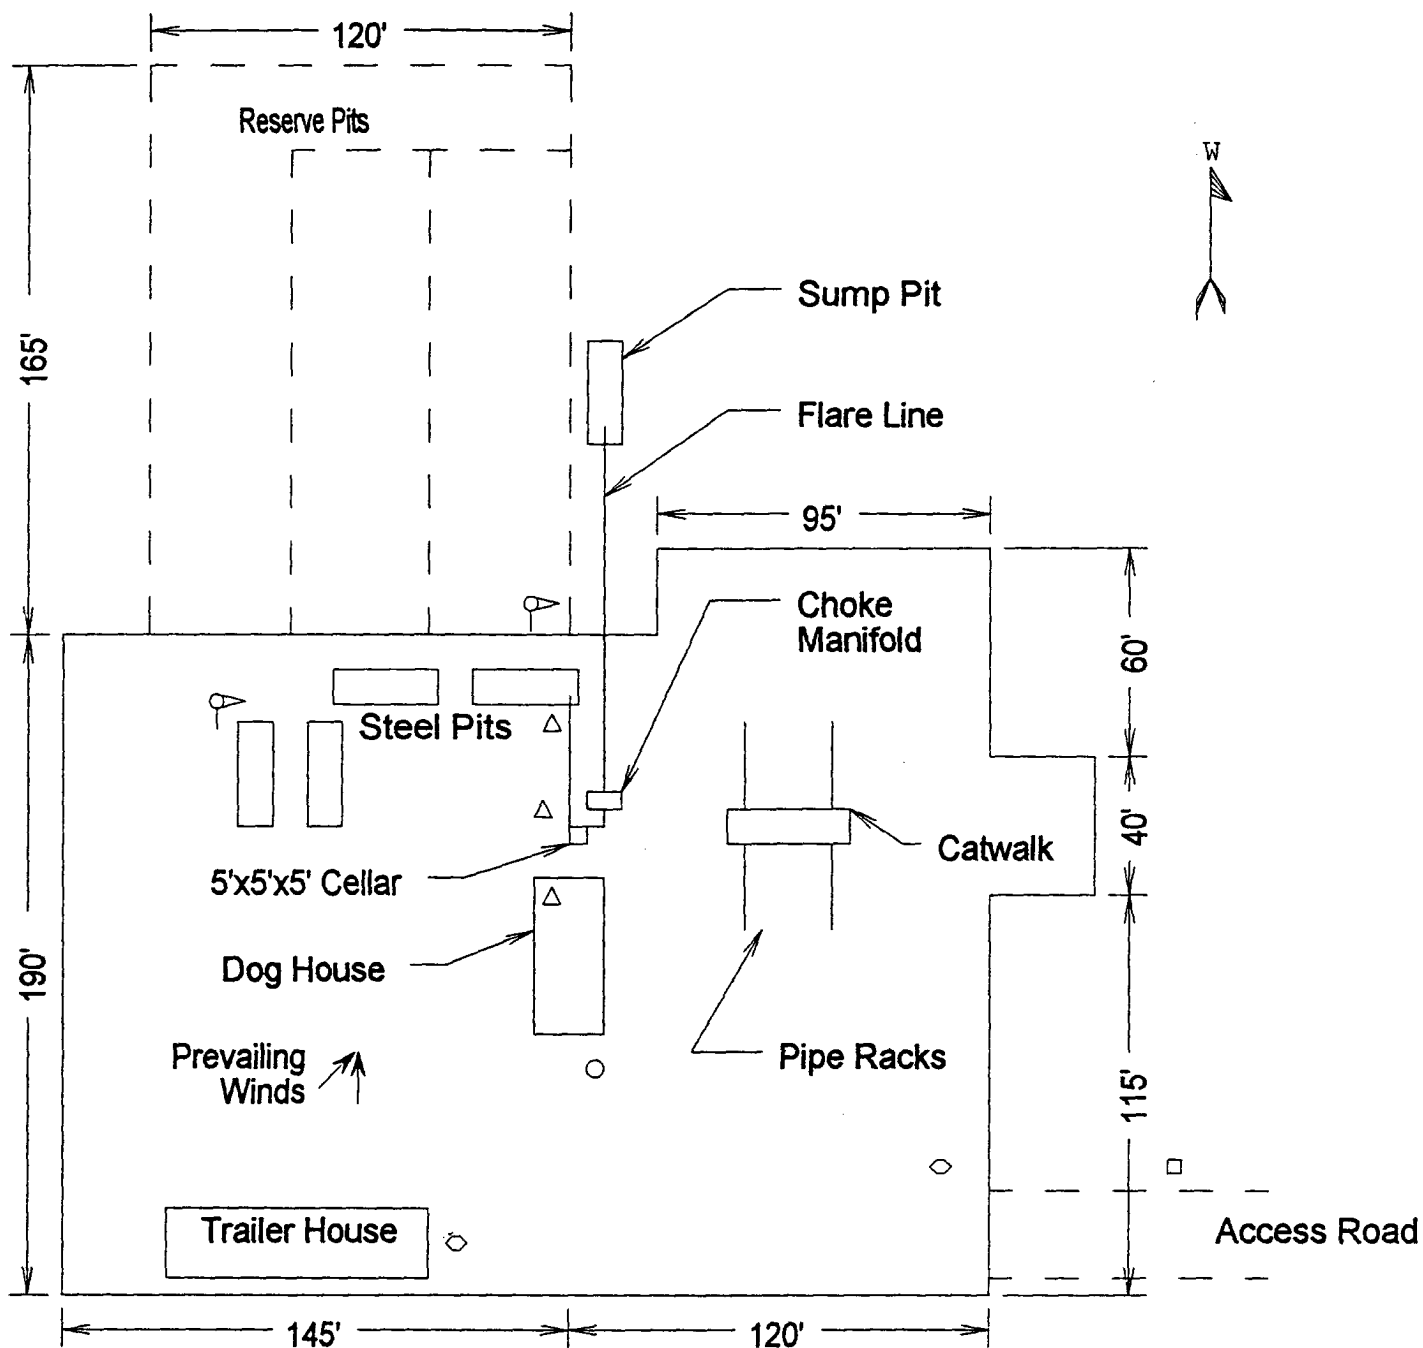 120'
Reserve Pits
W
Sump Pit
165'
Flare Line
95'
Choke
Manifold
60'
Steel Pits
40'
Catwalk
5'x5'x5' Cellar
Dog House
190'
Prevailing
Winds
Pipe Racks
115'
Trailer House
Access Road
145'
120'